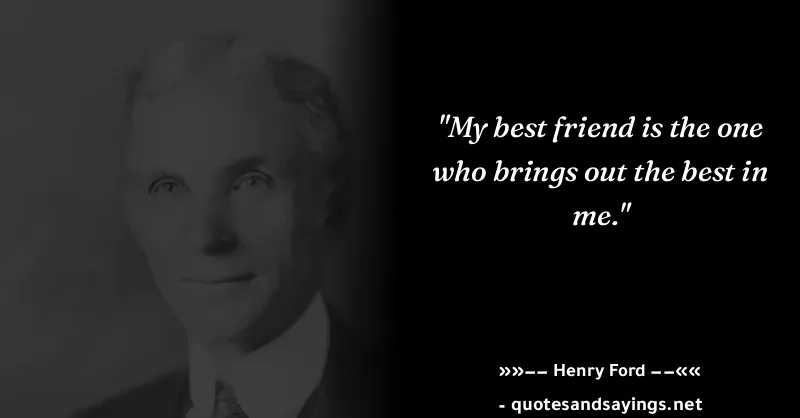 "My best friend is the one
who brings out the best in
me."
»»−− Henry Ford −−««
- quotesandsayings.net